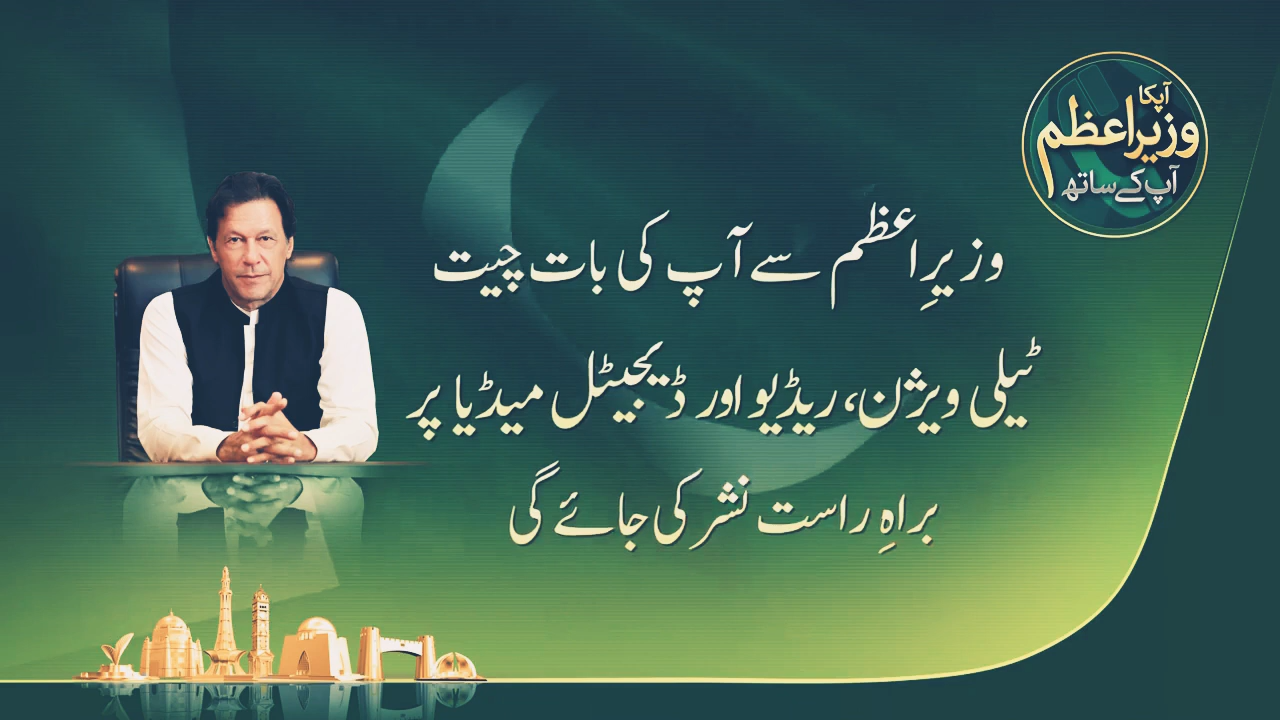 آپکا
وزیراعظم
آپ کے ساتھ
وزیرِاعظم سے آپ کی بات چیت
ٹیلی ویژن، ریڈیو اور ڈیجیٹل میڈیا پر
براہِ راست نشر کی جائے گی